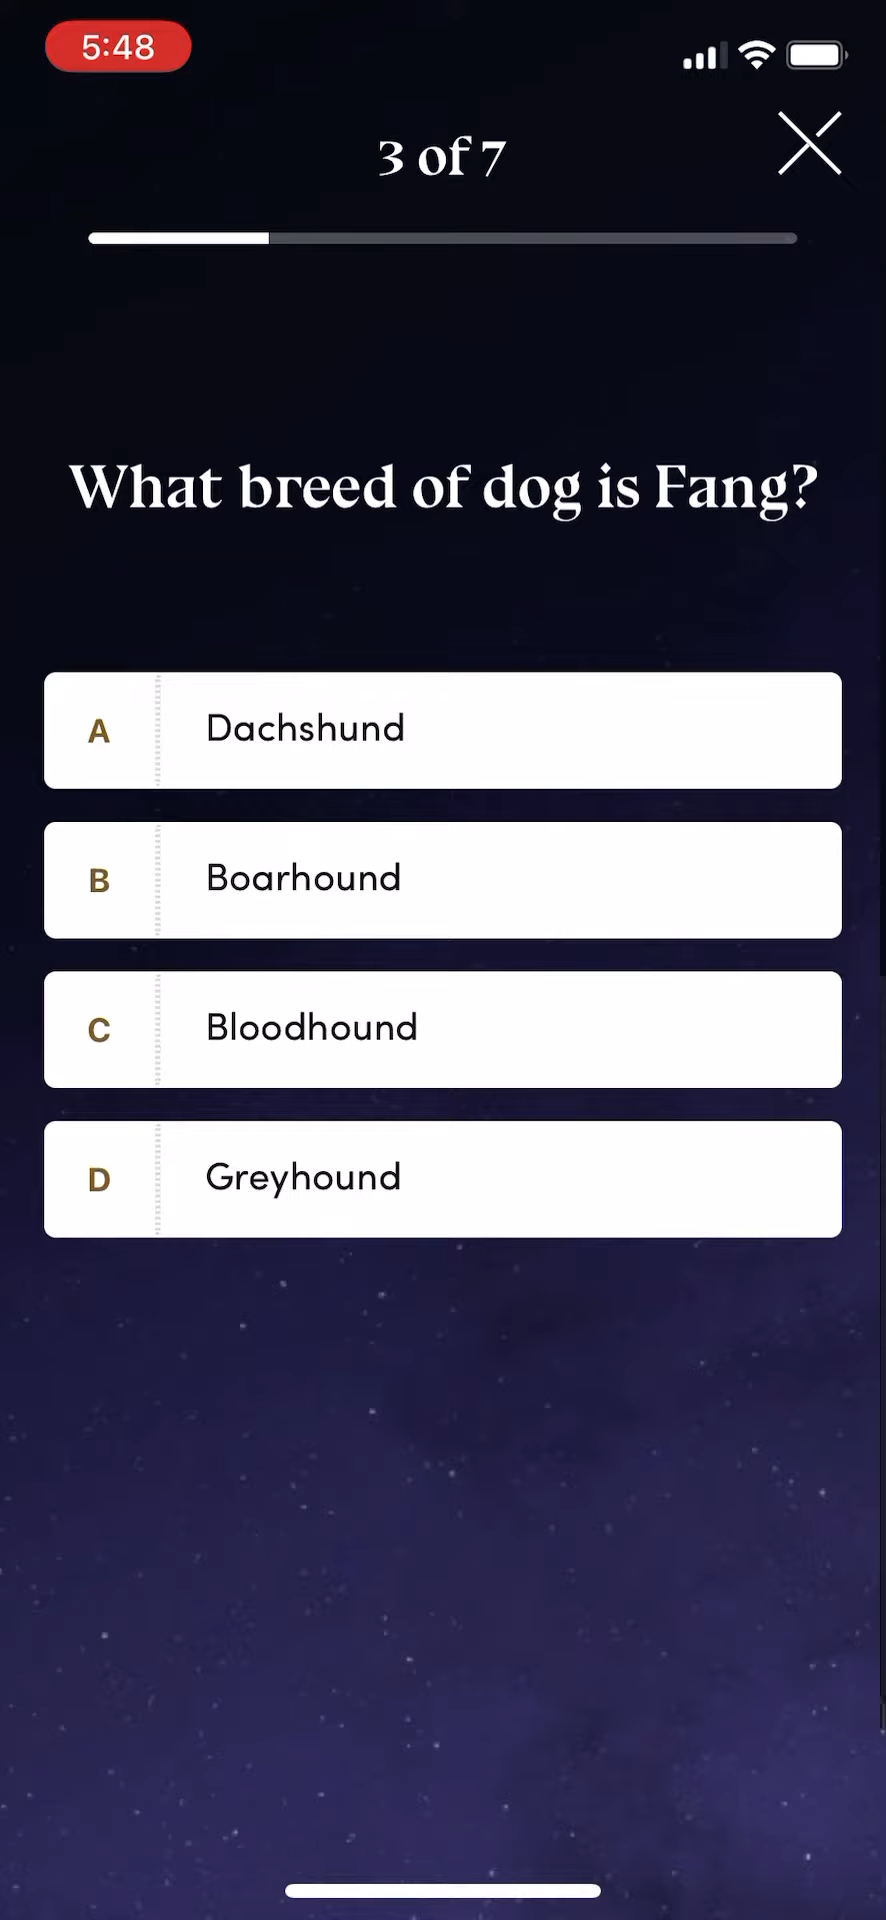 5:48
3 of 7
What breed of dog is Fang?
A Dachshund
B Boarhound
C Bloodhound
D Greyhound